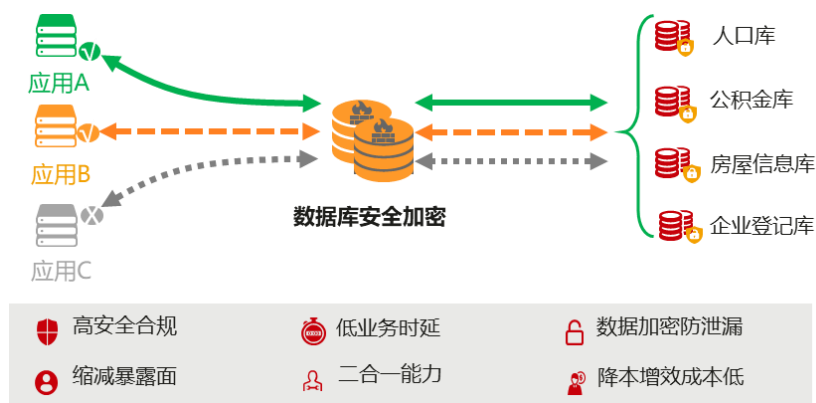 应用A
应用B
应用C
数据库安全加密
人口库
公积金库
房屋信息库
企业登记库
高安全合规
低业务时延
数据加密防泄漏
缩减暴露面
二合一能力
降本增效成本低